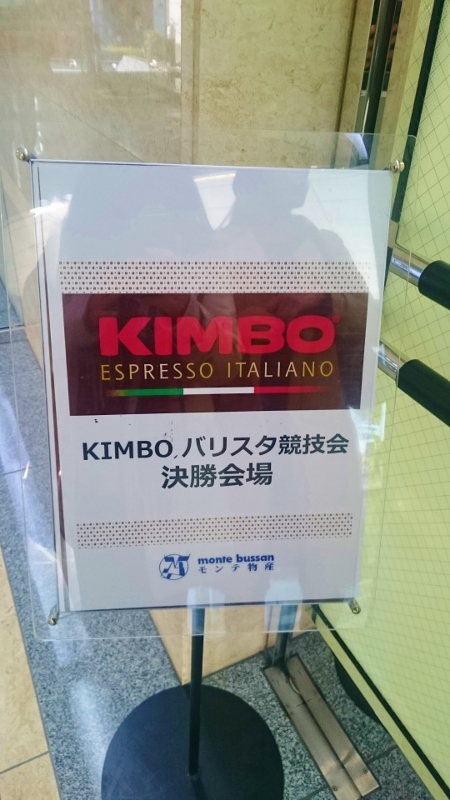 KIMBO
ESPRESSO ITALIANO
KIMBO バリスタ競技会
決勝会場
monte bussan
モンテ物産